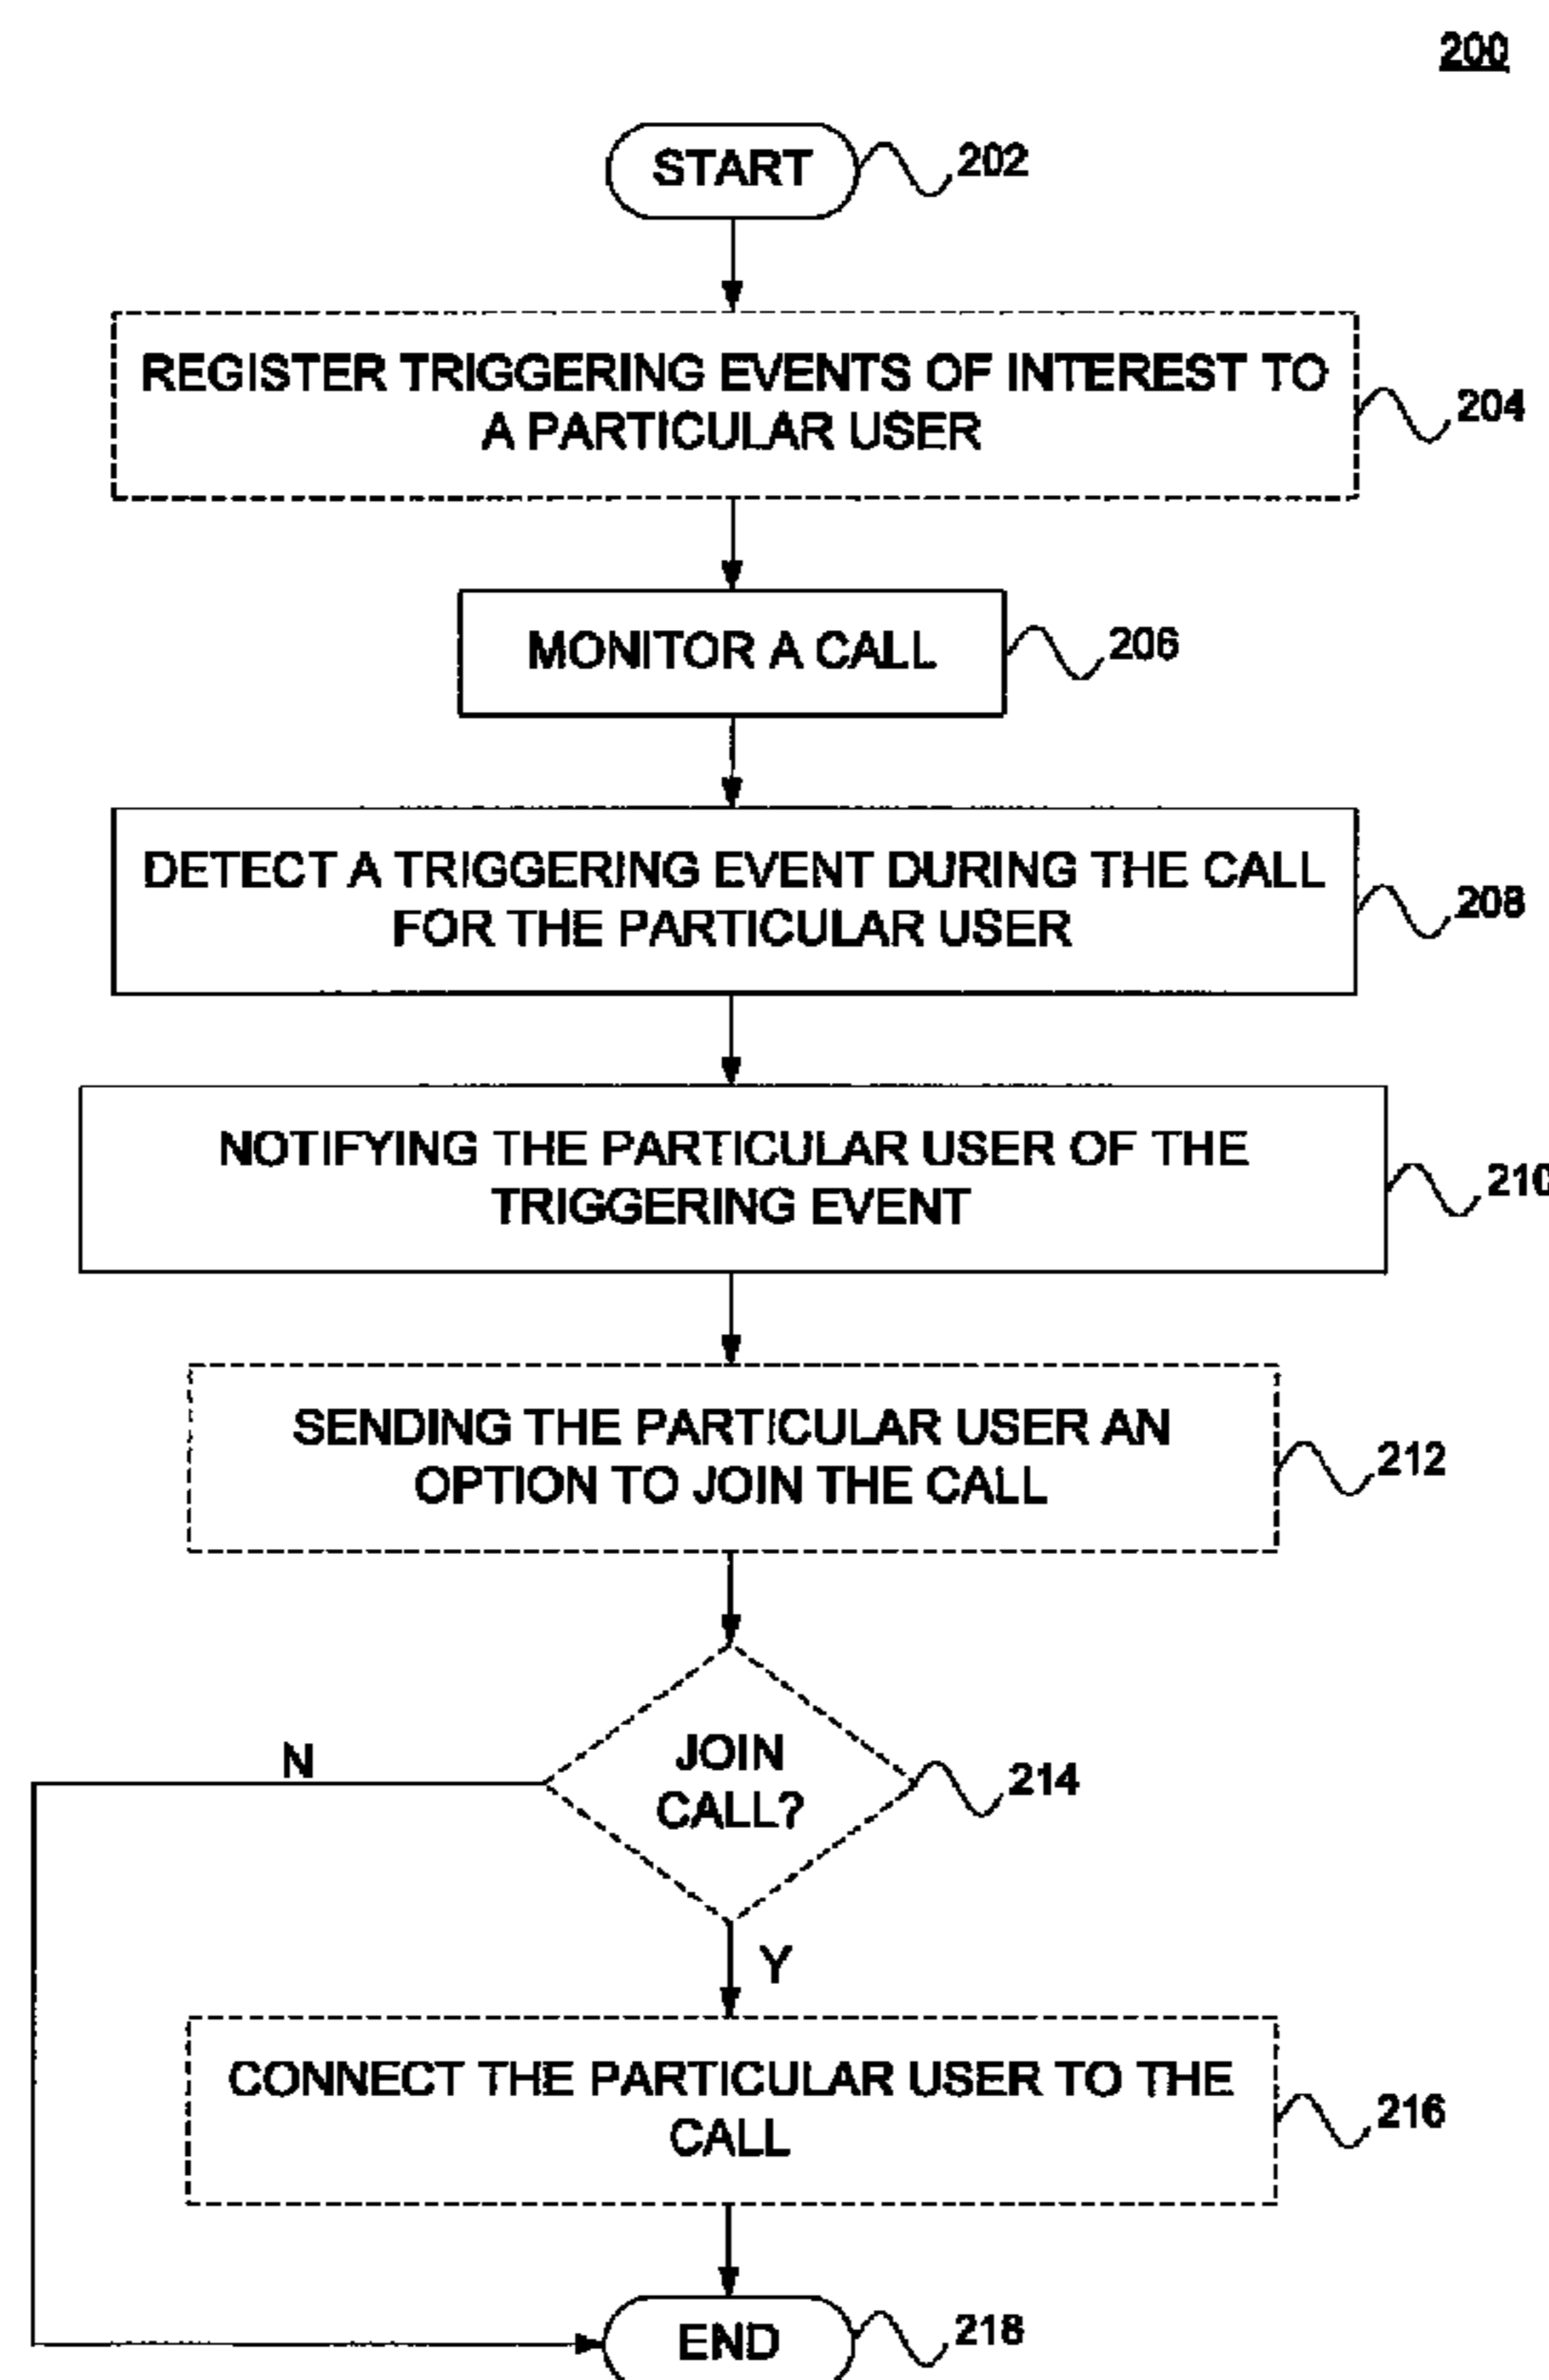 200
START
202
REGISTER TRIGGERING EVENTS OF INTEREST TO
A PARTICULAR USER
204
MONITOR A CALL
206
DETECT A TRIGGERING EVENT DURING THE CALL
FOR THE PARTICULAR USER
208
NOTIFYING THE PARTICULAR USER OF THE
TRIGGERING EVENT
210
SENDING THE PARTICULAR USER AN
OPTION TO JOIN THE CALL
212
JOIN
CALL?
214
N
Y
CONNECT THE PARTICULAR USER TO THE
CALL
216
END
218